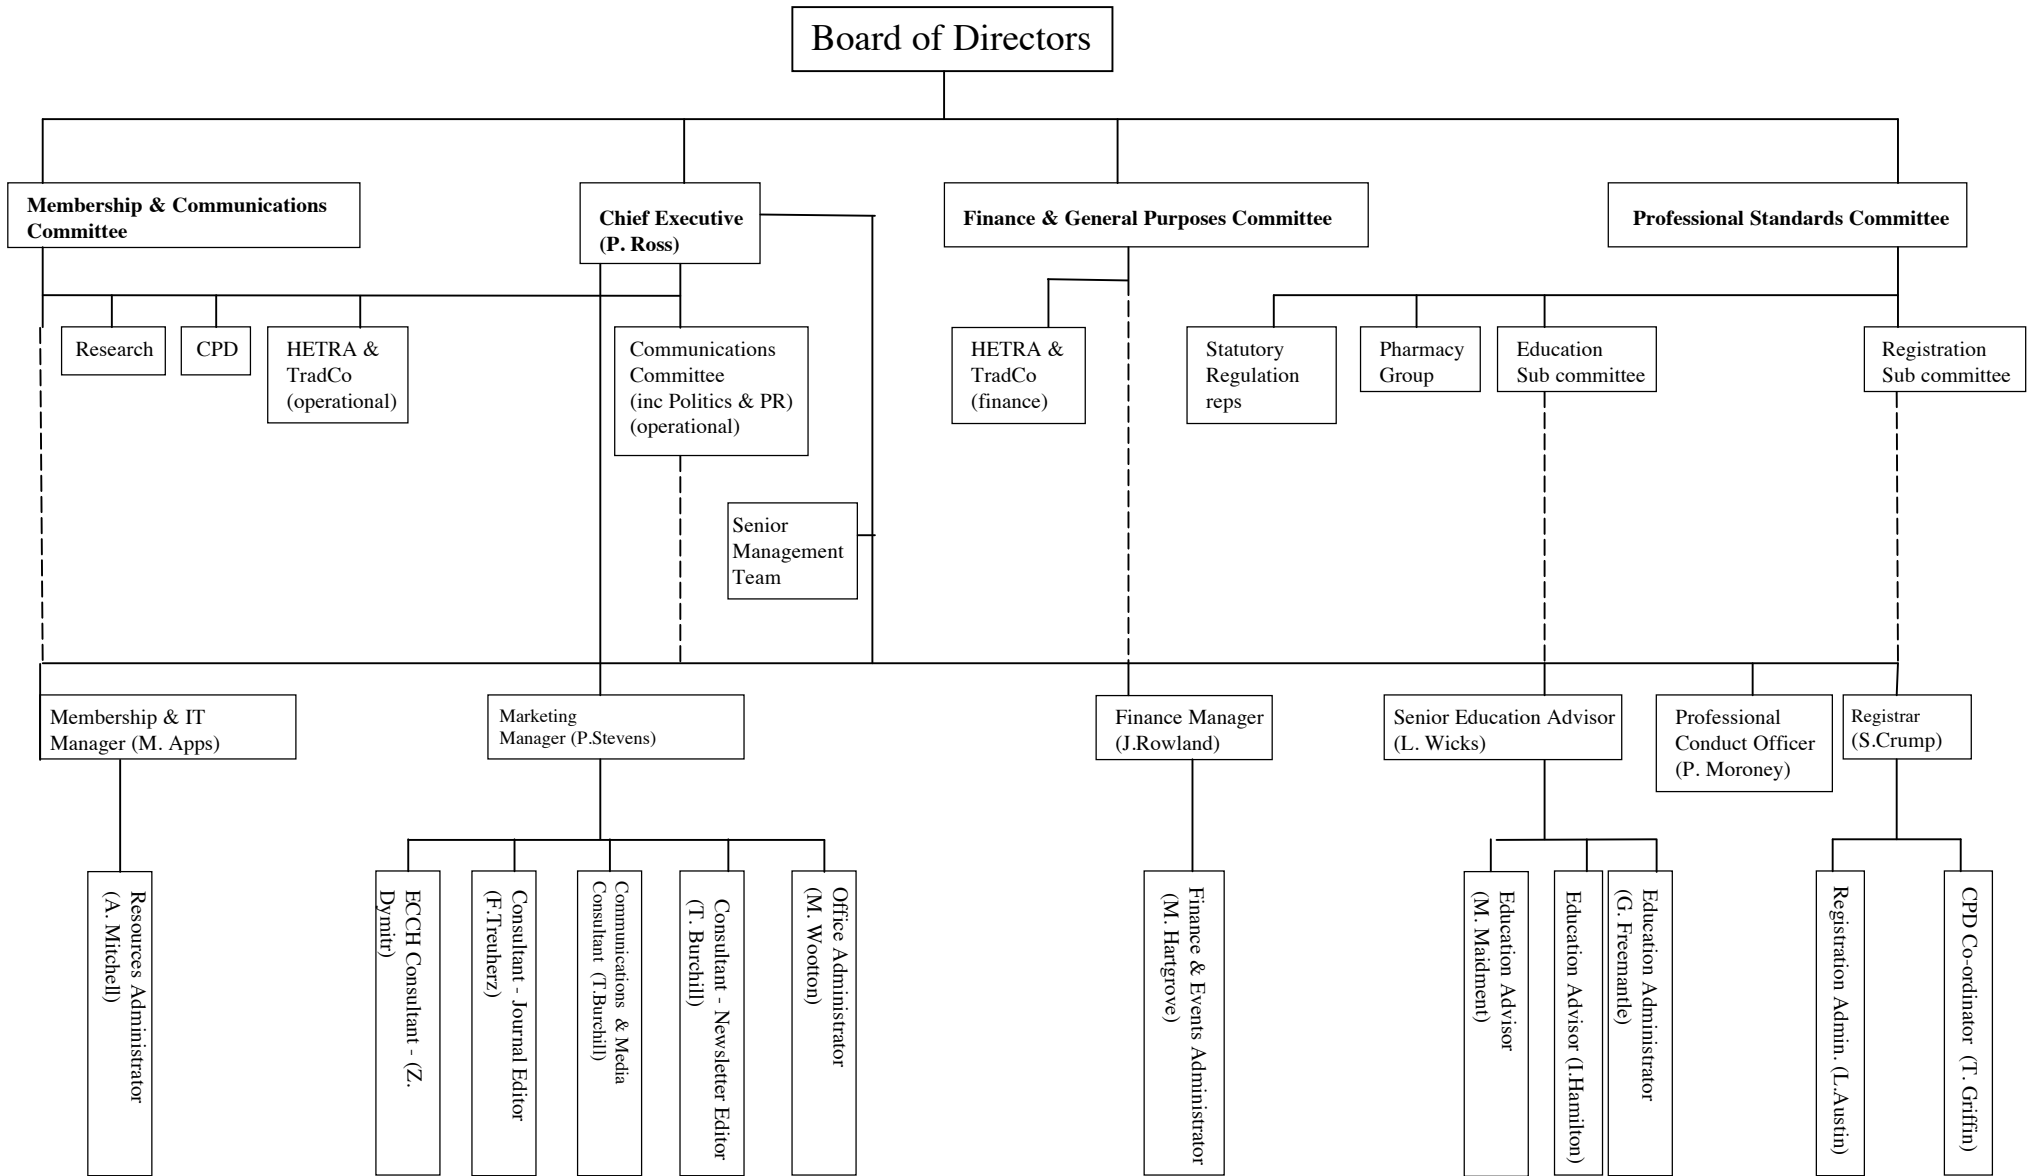 Board of Directors
Membership & Communications
Committee
Chief Executive
(P. Ross)
Finance & General Purposes Committee
Professional Standards Committee
Research
CPD
HETRA &
TradCo
(operational)
Communications
Committee
(inc Politics & PR)
(operational)
HETRA &
TradCo
(finance)
Statutory
Regulation
reps
Pharmacy
Group
Education
Sub committee
Registration
Sub committee
Senior
Management
Team
Membership & IT
Manager (M. Apps)
Marketing
Manager (P.Stevens)
Finance Manager
(J.Rowland)
Senior Education Advisor
(L. Wicks)
Professional
Conduct Officer
(P. Moroney)
Registrar
(S.Crump)
Resources Administrator
(A. Mitchell)
ECCH Consultant - (Z.
Dymitr)
Consultant - Journal Editor
(F.Treuherz)
Communications & Media
Consultant (T.Burchill)
Consultant - Newsletter Editor
(T. Burchill)
Office Administrator
(M. Wootton)
Finance & Events Administrator
(M. Hartgrove)
Education Advisor
(M. Maidment)
Education Advisor (I.Hamilton)
Education Administrator
(G. Freemantle)
Registration Admin. (L.Austin)
CPD Co-ordinator (T. Griffin)